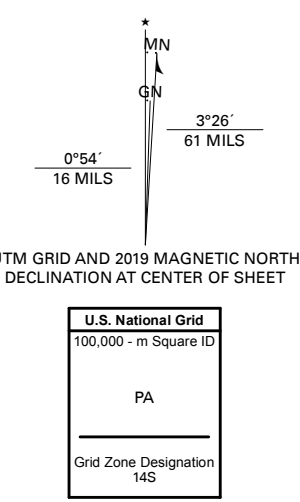 ★
MN
GN
3°26´
61 MILS
0°54´
16 MILS
UTM GRID AND 2019 MAGNETIC NORTH
DECLINATION AT CENTER OF SHEET
U.S. National Grid
100,000 - m Square ID
PA
Grid Zone Designation
14S